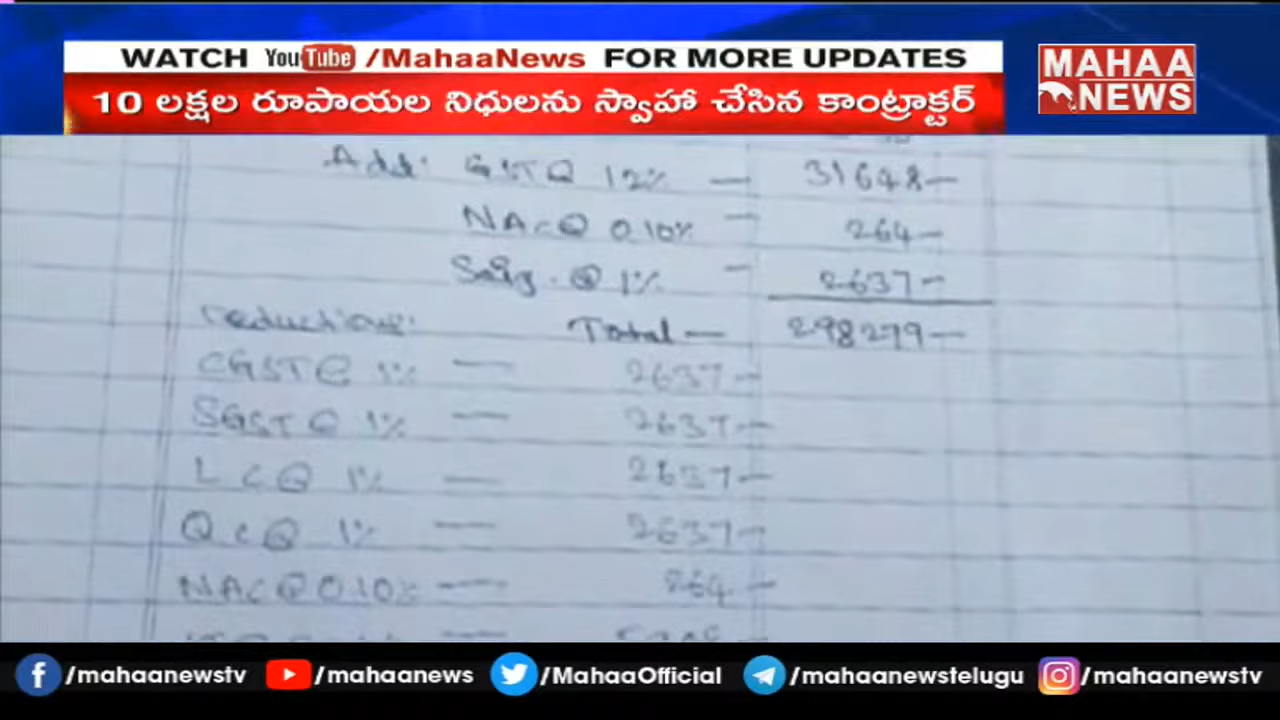 WATCH YouTube /MahaaNews FOR MORE UPDATES
MAHAA NEWS
10 లక్షల రూపాయల నిధులను స్వాహా చేసిన కాంట్రాక్టర్
Add: GST@ 12% — 31648—
NAC@ 0.10% — 264—
Seig. @ 1% — 2637—
reductions: Total — 298279—
CGST@ 1% — 2637—
SGST@ 1% — 2637—
LC@ 1% — 2637—
QC@ 1% — 2637—
NAC@ 0.10% — 264—
/mahaanewstv /mahaanews /MahaaOfficial /mahaanewstelugu /mahaanewstv